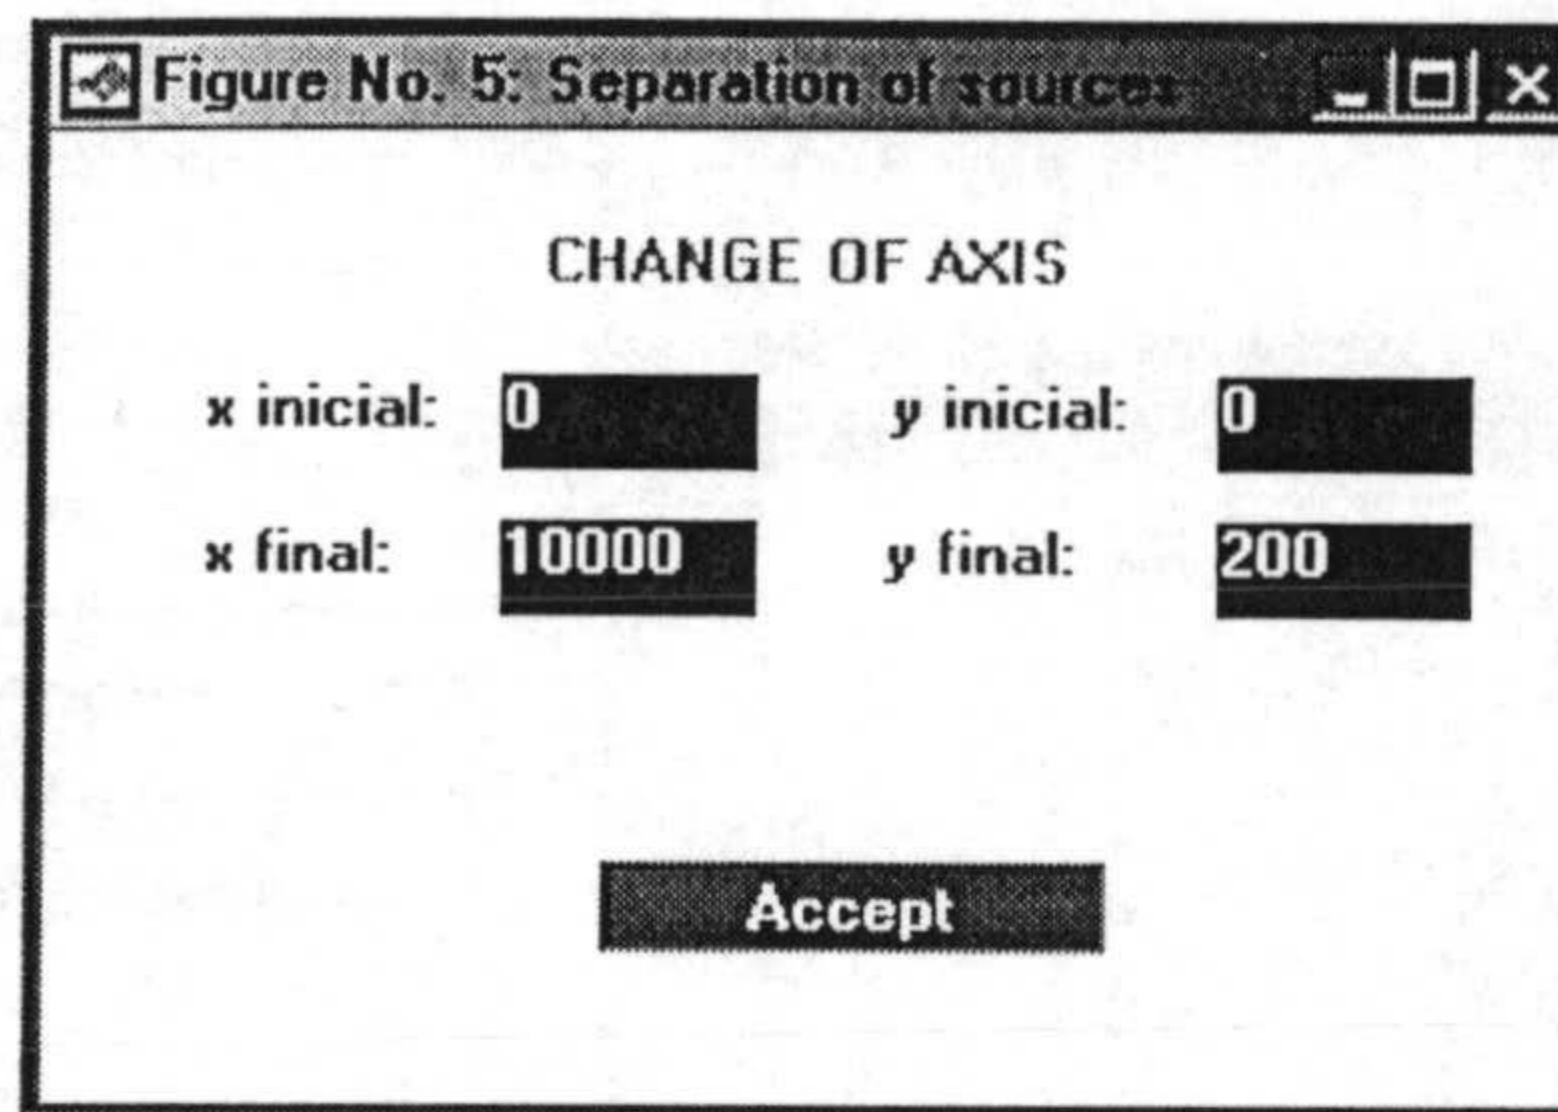 Figure No. 5: Separation of sources
CHANGE OF AXIS
x inicial: 0 y inicial: 0
x final: 10000 y final: 200
Accept